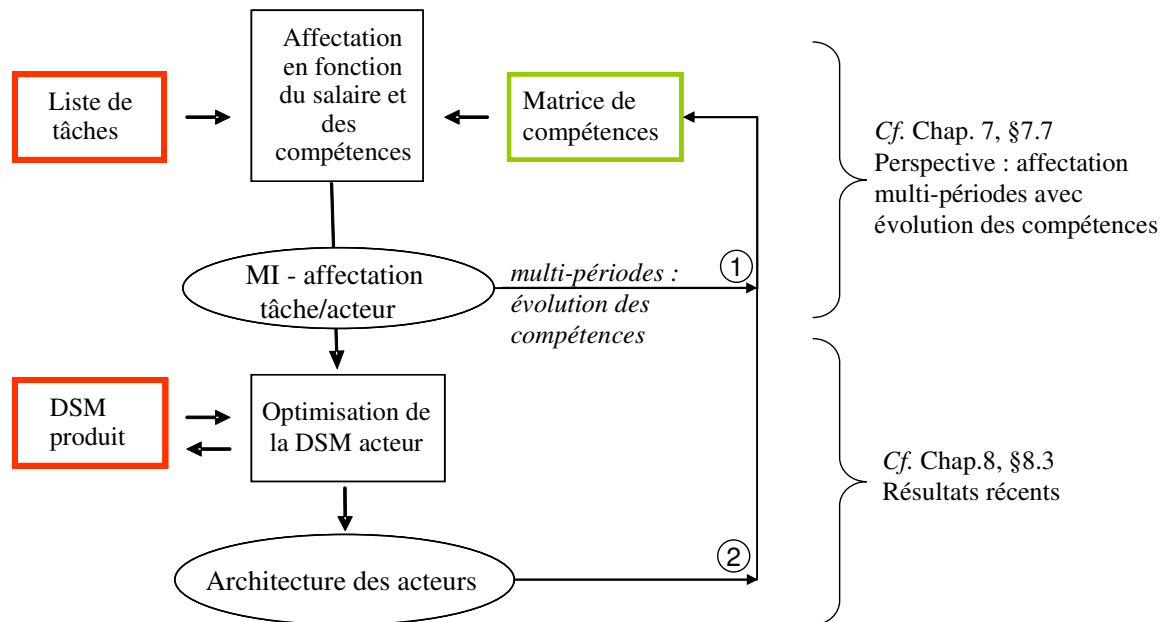 Affectation
en fonction
du salaire et
des
compétences
Liste de
tâches
Matrice de
compétences
Cf. Chap. 7, §7.7
Perspective : affectation
multi-périodes avec
évolution des compétences
MI - affectation
tâche/acteur
multi-périodes :
évolution des
compétences
1
DSM
produit
Optimisation de
la DSM acteur
Cf. Chap.8, §8.3
Résultats récents
Architecture des acteurs
2